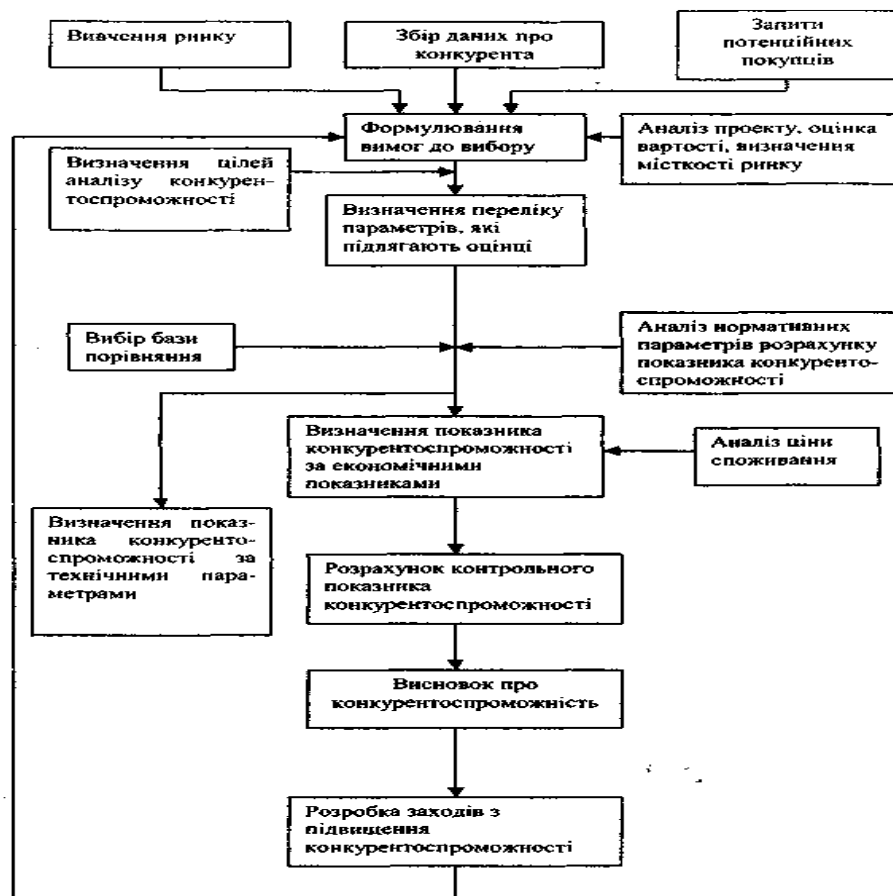 Вивчення ринку
Збір даних про
конкурента
Запити
потенційних
покупців
Формулювання
вимог до вибору
Аналіз проекту, оцінка
вартості, визначення
місткості ринку
Визначення цілей
аналізу конкурен-
тоспроможності
Визначення переліку
параметрів, які
підлягають оцінці
Вибір бази
порівняння
Аналіз нормативних
параметрів розрахунку
показника конкуренто-
спроможності
Визначення показника
конкурентоспроможності
за економічними
показниками
Аналіз ціни
споживання
Визначення показ-
ника конкуренто-
спроможності за
технічними пара-
метрами
Розрахунок контрольного
показника
конкурентоспроможності
Висновок про
конкурентоспроможність
Розробка заходів з
підвищення
конкурентоспроможності